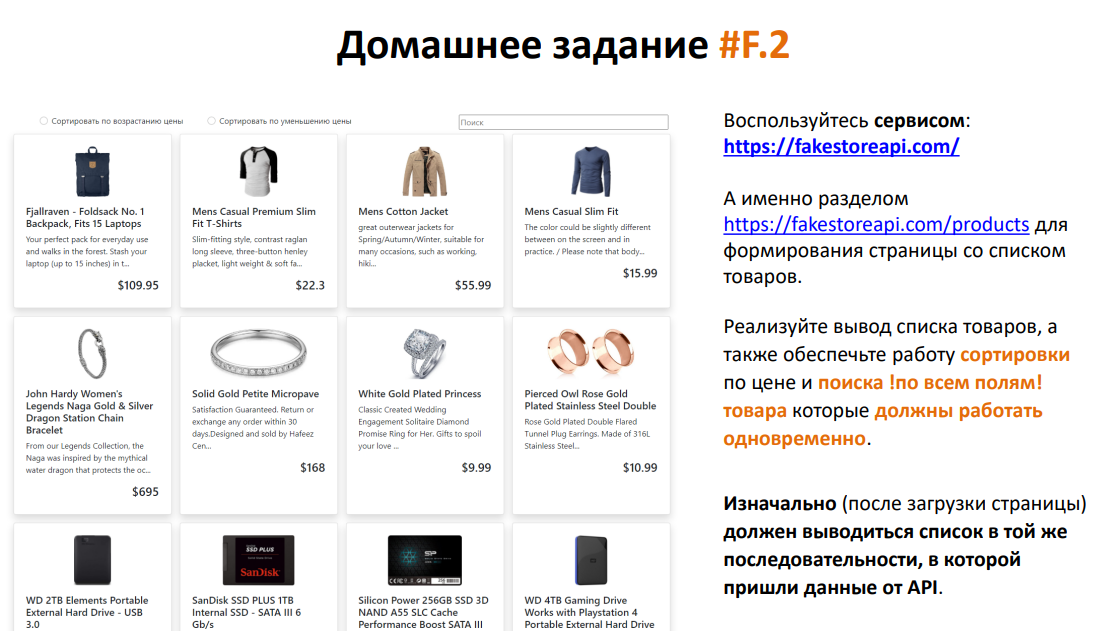 Домашнее задание #F.2
Сортировать по возрастанию цены
Сортировать по уменьшению цены
Поиск
Fjallraven - Foldsack No. 1
Backpack, Fits 15 Laptops
Your perfect pack for everyday use
and walks in the forest. Stash your
laptop (up to 15 inches) in t...
$109.95
Mens Casual Premium Slim
Fit T-Shirts
Slim-fitting style, contrast raglan
long sleeve, three-button henley
placket, light weight & soft fa...
$22.3
Mens Cotton Jacket
great outerwear jackets for
Spring/Autumn/Winter, suitable for
many occasions, such as working,
hiki...
$55.99
Mens Casual Slim Fit
The color could be slightly different
between on the screen and in
practice. / Please note that body...
$15.99
John Hardy Women's
Legends Naga Gold & Silver
Dragon Station Chain
Bracelet
From our Legends Collection, the
Naga was inspired by the mythical
water dragon that protects the oc...
$695
Solid Gold Petite Micropave
Satisfaction Guaranteed. Return or
exchange any order within 30
days.Designed and sold by Hafeez
Cen...
$168
White Gold Plated Princess
Classic Created Wedding
Engagement Solitaire Diamond
Promise Ring for Her. Gifts to spoil
your love ...
$9.99
Pierced Owl Rose Gold
Plated Stainless Steel Double
Rose Gold Plated Double Flared
Tunnel Plug Earrings. Made of 316L
Stainless Steel...
$10.99
WD 2TB Elements Portable
External Hard Drive - USB
3.0
SSD PLUS
SanDisk
SanDisk SSD PLUS 1TB
Internal SSD - SATA III 6
Gb/s
SP
Silicon Power 256GB SSD 3D
NAND A55 SLC Cache
Performance Boost SATA III
WD 4TB Gaming Drive
Works with Playstation 4
Portable External Hard Drive
Воспользуйтесь сервисом:
https://fakestoreapi.com/
А именно разделом
https://fakestoreapi.com/products для
формирования страницы со списком
товаров.
Реализуйте вывод списка товаров, а
также обеспечьте работу сортировки
по цене и поиска !по всем полям!
товара которые должны работать
одновременно.
Изначально (после загрузки страницы)
должен выводиться список в той же
последовательности, в которой
пришли данные от API.